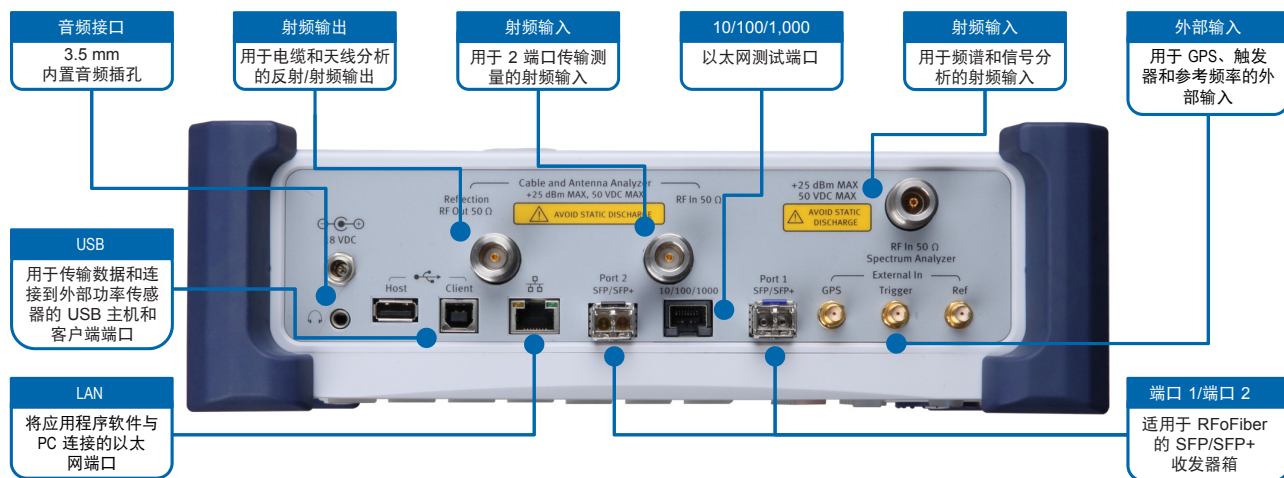 音频接口
3.5 mm
内置音频插孔
射频输出
用于电缆和天线分析
的反射/射频输出
射频输入
用于 2 端口传输测
量的射频输入
10/100/1,000
以太网测试端口
射频输入
用于频谱和信号分
析的射频输入
外部输入
用于 GPS、触发
器和参考频率的外
部输入
USB
用于传输数据和连
接到外部功率传感
器的 USB 主机和
客户端端口
LAN
将应用程序软件与
PC 连接的以太
网端口
端口 1/端口 2
适用于 RFoFiber
的 SFP/SFP+
收发器箱
Cable and Antenna Analyzer
+25 dBm MAX, 50 VDC MAX
Reflection
RF Out 50 Ω
AVOID STATIC DISCHARGE
RF In 50 Ω
+25 dBm MAX
50 VDC MAX
AVOID STATIC
DISCHARGE
RF In 50 Ω
Spectrum Analyzer
18 VDC
Host
Client
Port 2
SFP/SFP+
10/100/1000
Port 1
SFP/SFP+
External In
GPS
Trigger
Ref